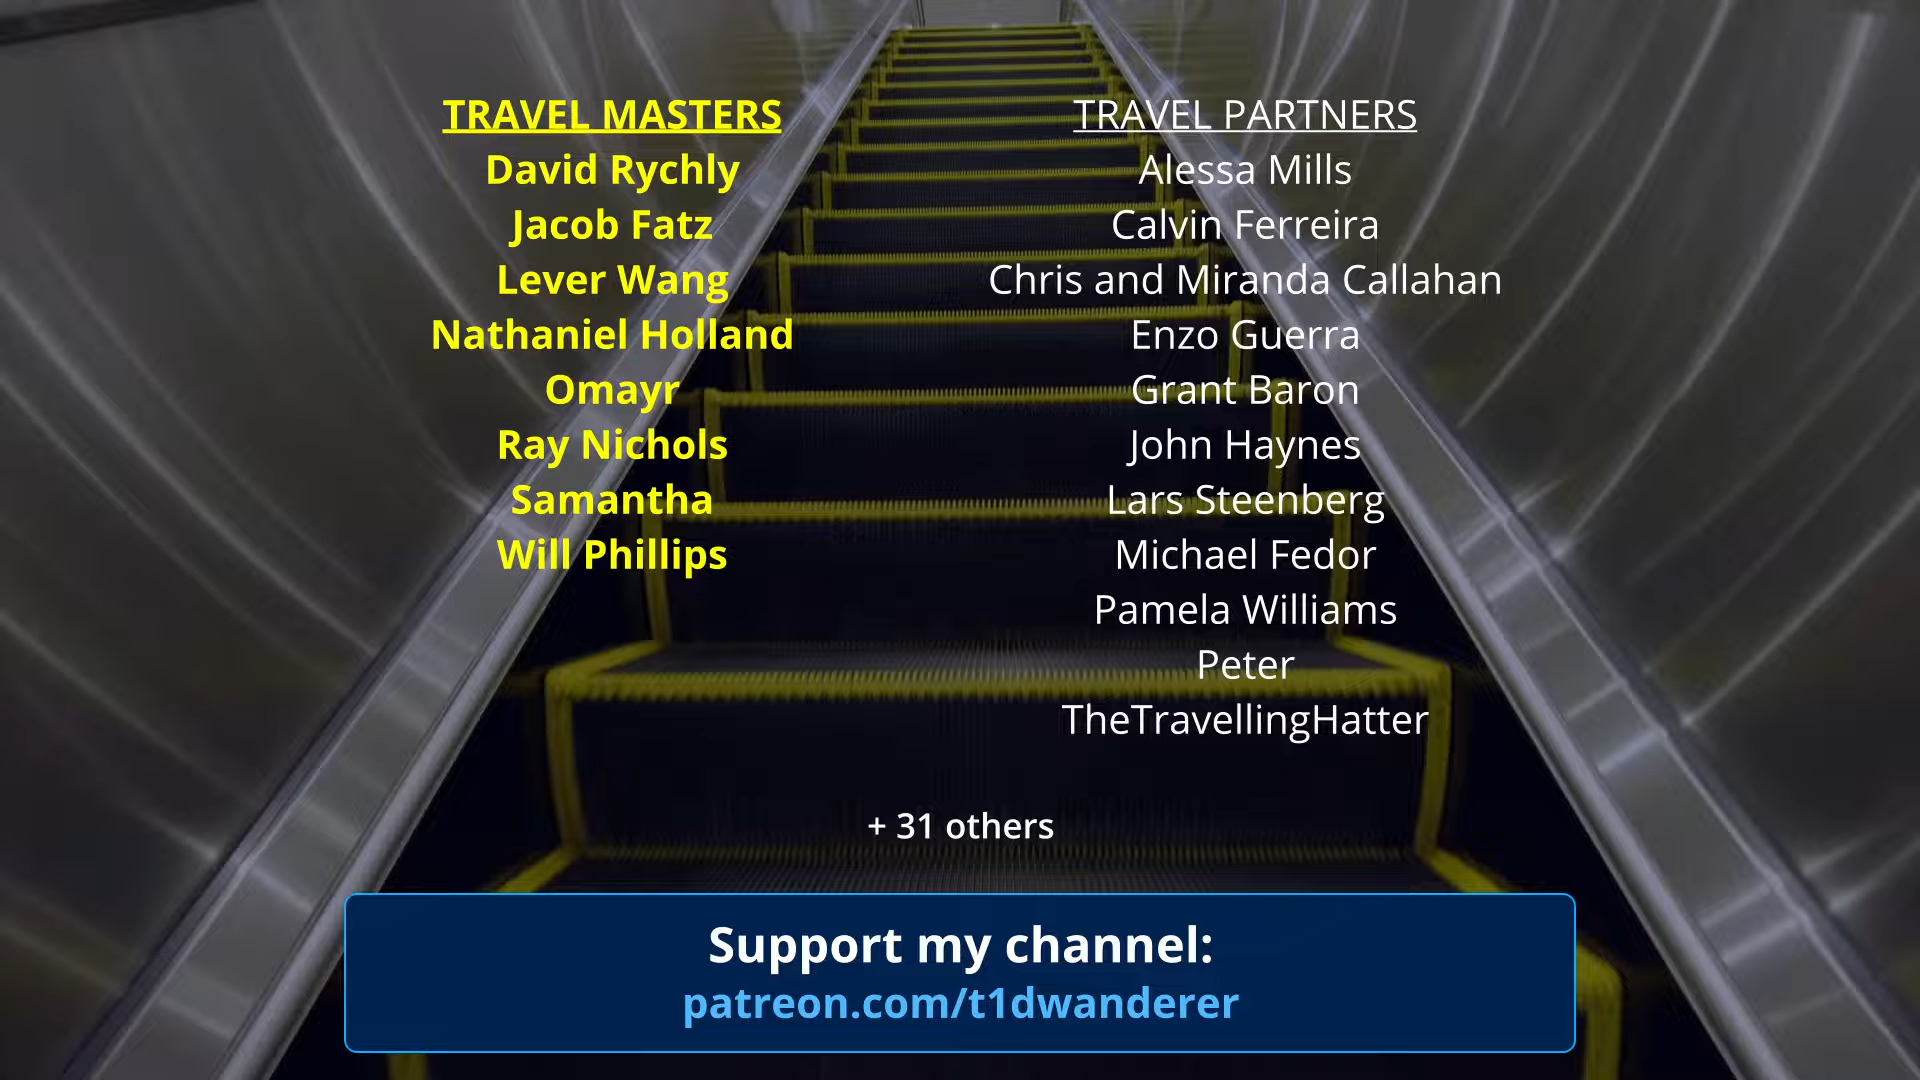 TRAVEL MASTERS
David Rychly
Jacob Fatz
Lever Wang
Nathaniel Holland
Omayr
Ray Nichols
Samantha
Will Phillips
TRAVEL PARTNERS
Alessa Mills
Calvin Ferreira
Chris and Miranda Callahan
Enzo Guerra
Grant Baron
John Haynes
Lars Steenberg
Michael Fedor
Pamela Williams
Peter
TheTravellingHatter
+ 31 others
Support my channel:
patreon.com/t1dwanderer